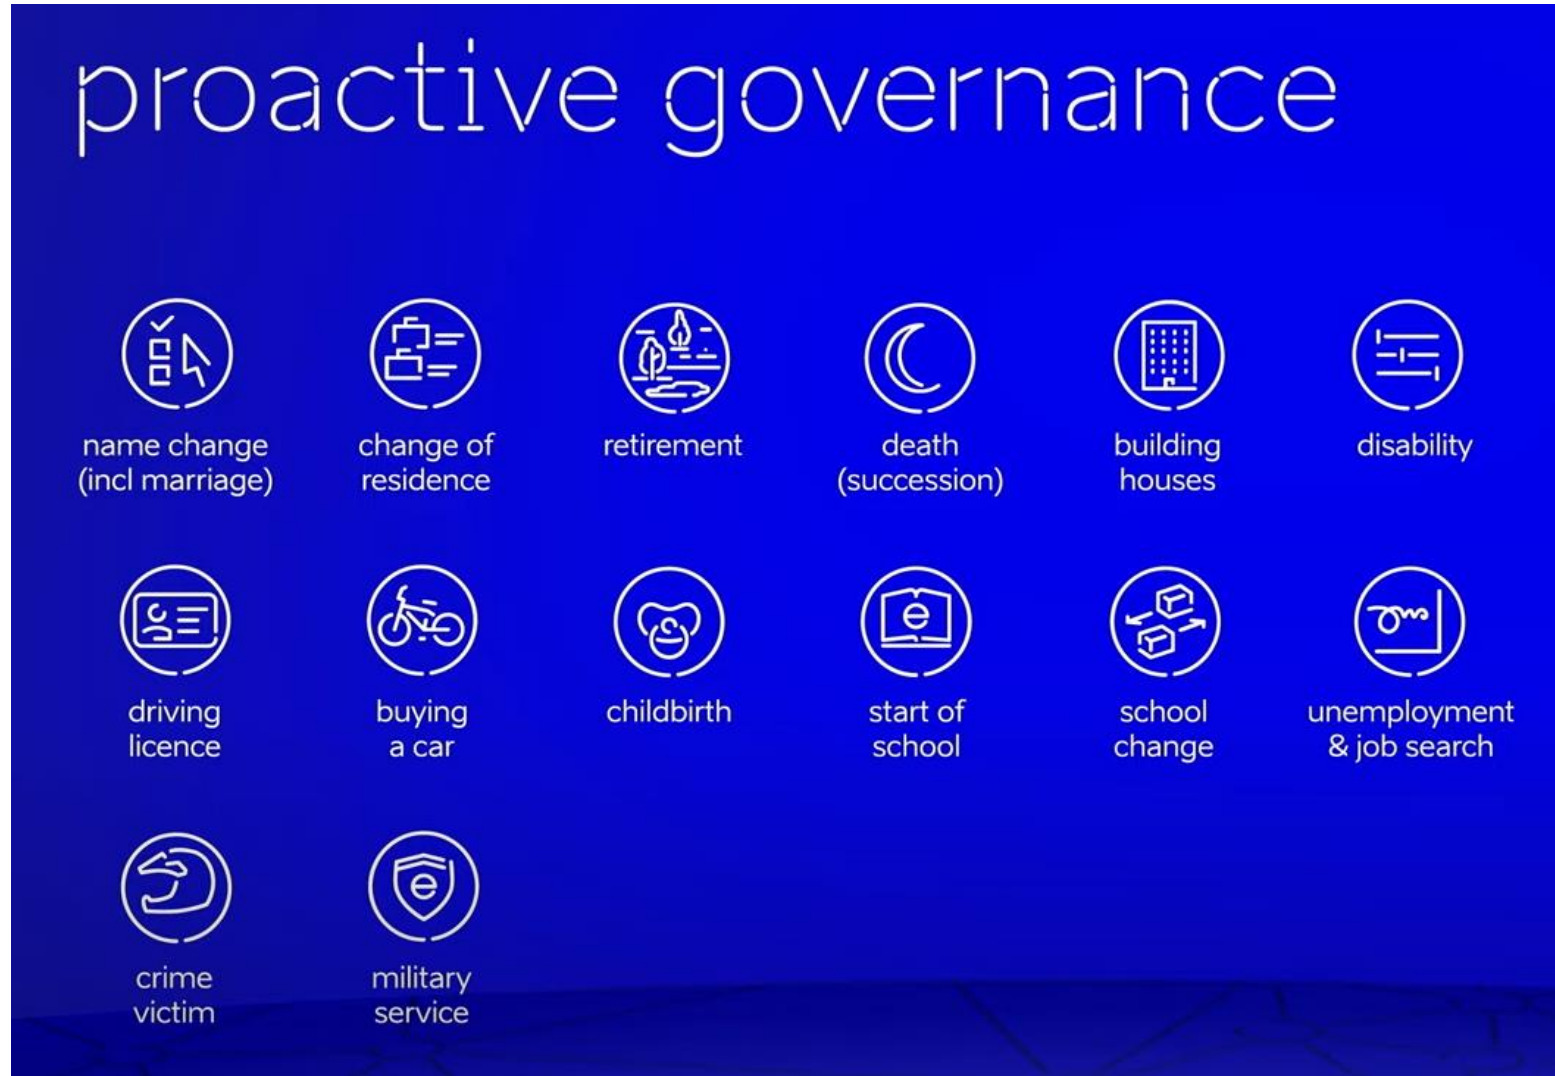 proactive governance
name change
(incl marriage)
change of
residence
retirement
death
(succession)
building
houses
disability
driving
licence
buying
a car
childbirth
e
start of
school
school
change
unemployment
& job search
crime
victim
e
military
service